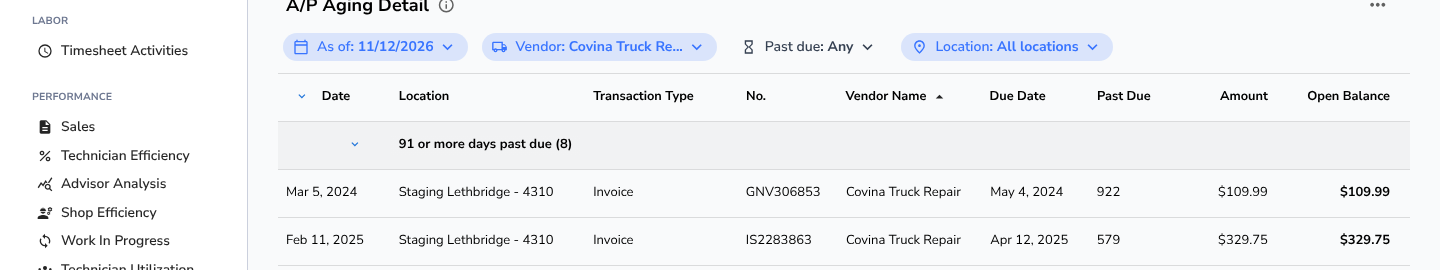 LABOR
Timesheet Activities
PERFORMANCE
Sales
Technician Efficiency
Advisor Analysis
Shop Efficiency
Work In Progress
Technician Utilization
A/P Aging Detail
As of: 11/12/2026 Vendor: Covina Truck Re... Past due: Any Location: All locations
Date Location Transaction Type No. Vendor Name Due Date Past Due Amount Open Balance
91 or more days past due (8)
Mar 5, 2024 Staging Lethbridge - 4310 Invoice GNV306853 Covina Truck Repair May 4, 2024 922 $109.99 $109.99
Feb 11, 2025 Staging Lethbridge - 4310 Invoice IS2283863 Covina Truck Repair Apr 12, 2025 579 $329.75 $329.75